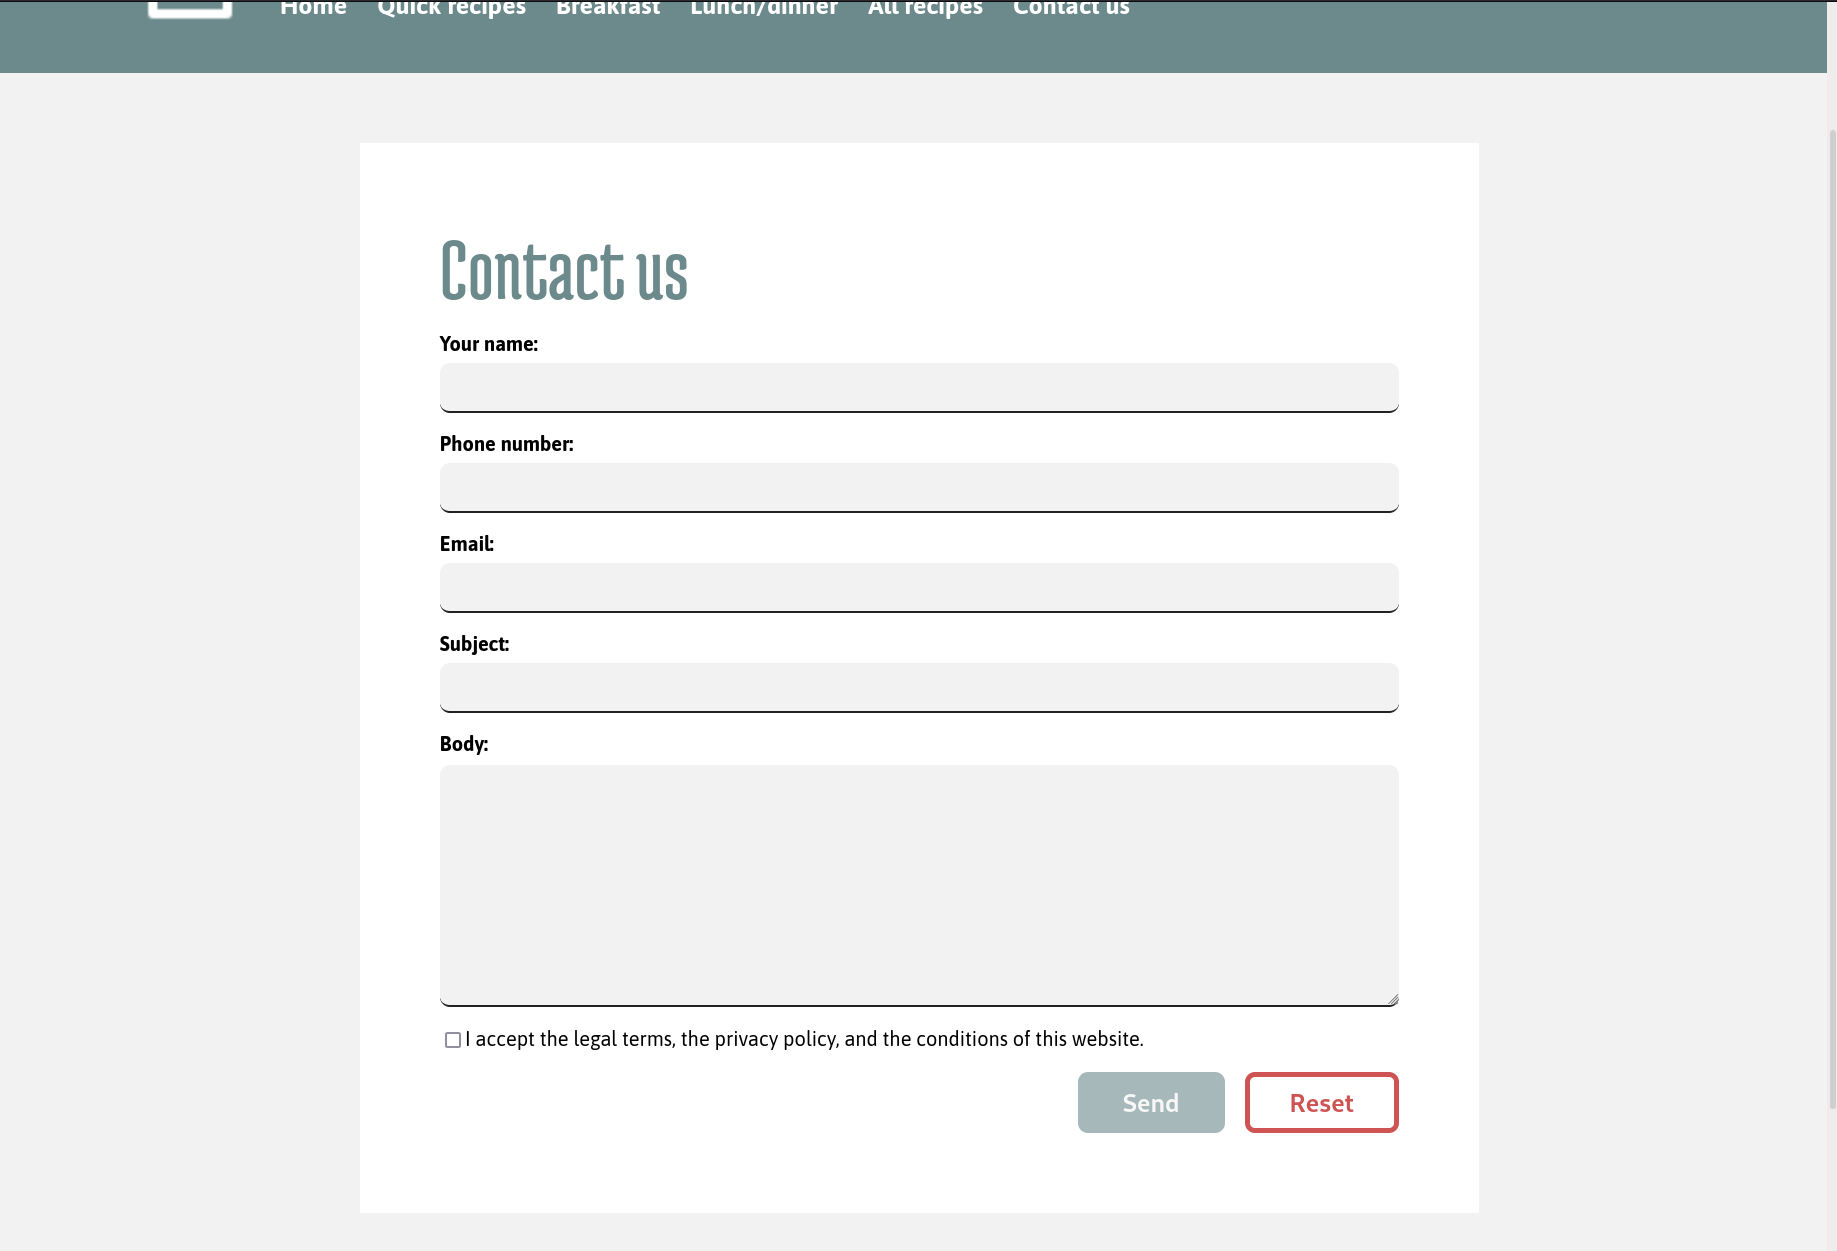 Home Quick recipes Breakfast Lunch/dinner All recipes Contact us
Contact us
Your name:
Phone number:
Email:
Subject:
Body:
I accept the legal terms, the privacy policy, and the conditions of this website.
Send Reset